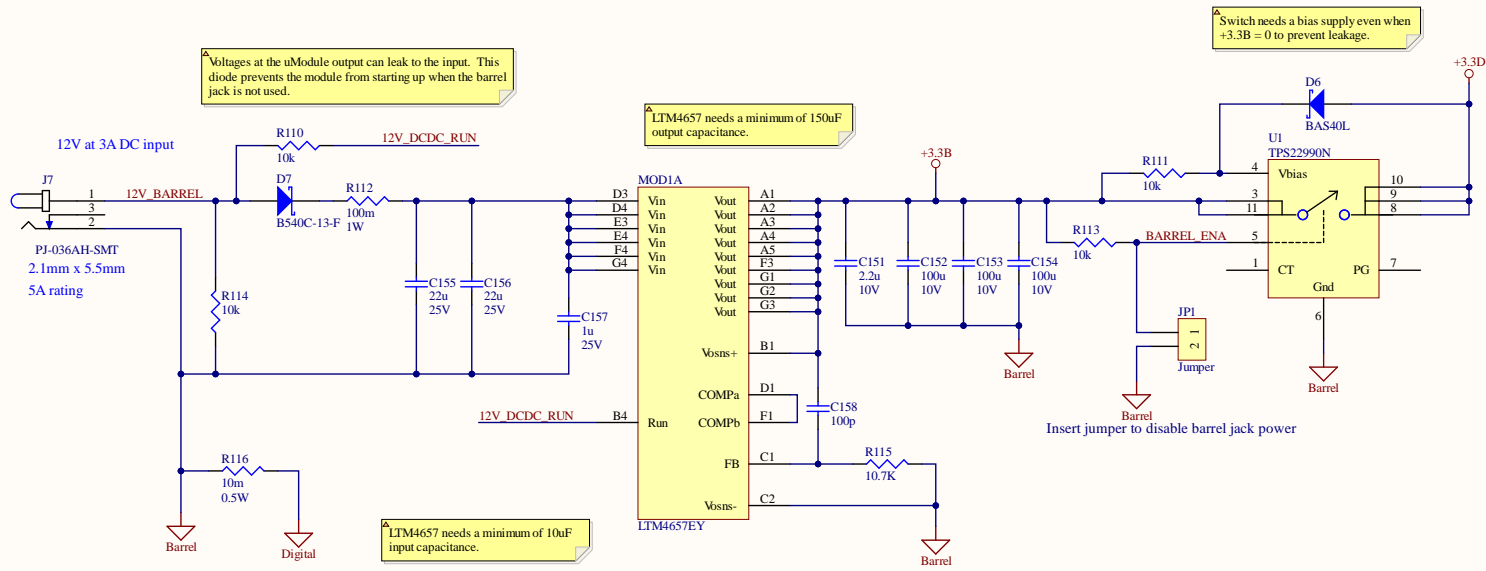 Switch needs a bias supply even when
+3.3B = 0 to prevent leakage.
Voltages at the uModule output can leak to the input.  This
diode prevents the module from starting up when the barrel
jack is not used.
+3.3D
D6
BAS40L
LTM4657 needs a minimum of 150uF
output capacitance.
12V at 3A DC input
R110
10k
12V_DCDC_RUN
+3.3B
U1
TPS22990N
R111
10k
4
Vbias
J7
1
3
2
12V_BARREL
PJ-036AH-SMT
2.1mm x 5.5mm
5A rating
D7
B540C-13-F
R112
100m
1W
MOD1A
D3
D4
E3
E4
F4
G4
Vin
Vin
Vin
Vin
Vin
Vin
Vout
Vout
Vout
Vout
Vout
Vout
Vout
Vout
Vout
A1
A2
A3
A4
A5
F3
G1
G2
G3
3
11
10
9
8
R113
10k
BARREL_ENA
5
1
CT
PG
7
Gnd
6
R114
10k
C155
22u
25V
C156
22u
25V
C157
1u
25V
C151
2.2u
10V
C152
100u
10V
C153
100u
10V
C154
100u
10V
Barrel
JP1
1
2
Jumper
Barrel
Barrel
Insert jumper to disable barrel jack power
Vosns+
B1
COMPa
D1
COMPb
F1
C158
100p
12V_DCDC_RUN
B4
Run
FB
C1
R115
10.7K
Vosns-
C2
LTM4657EY
Barrel
R116
10m
0.5W
Barrel
Digital
LTM4657 needs a minimum of 10uF
input capacitance.